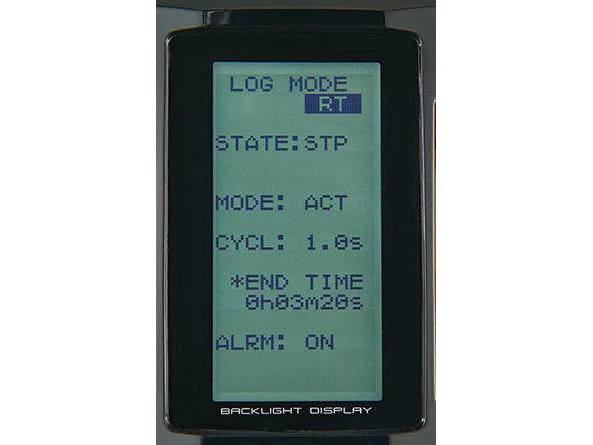 LOG MODE
RT
STATE:STP
MODE: ACT
CYCL: 1.0s
*END TIME
0h03m20s
ALRM: ON
BACKLIGHT DISPLAY